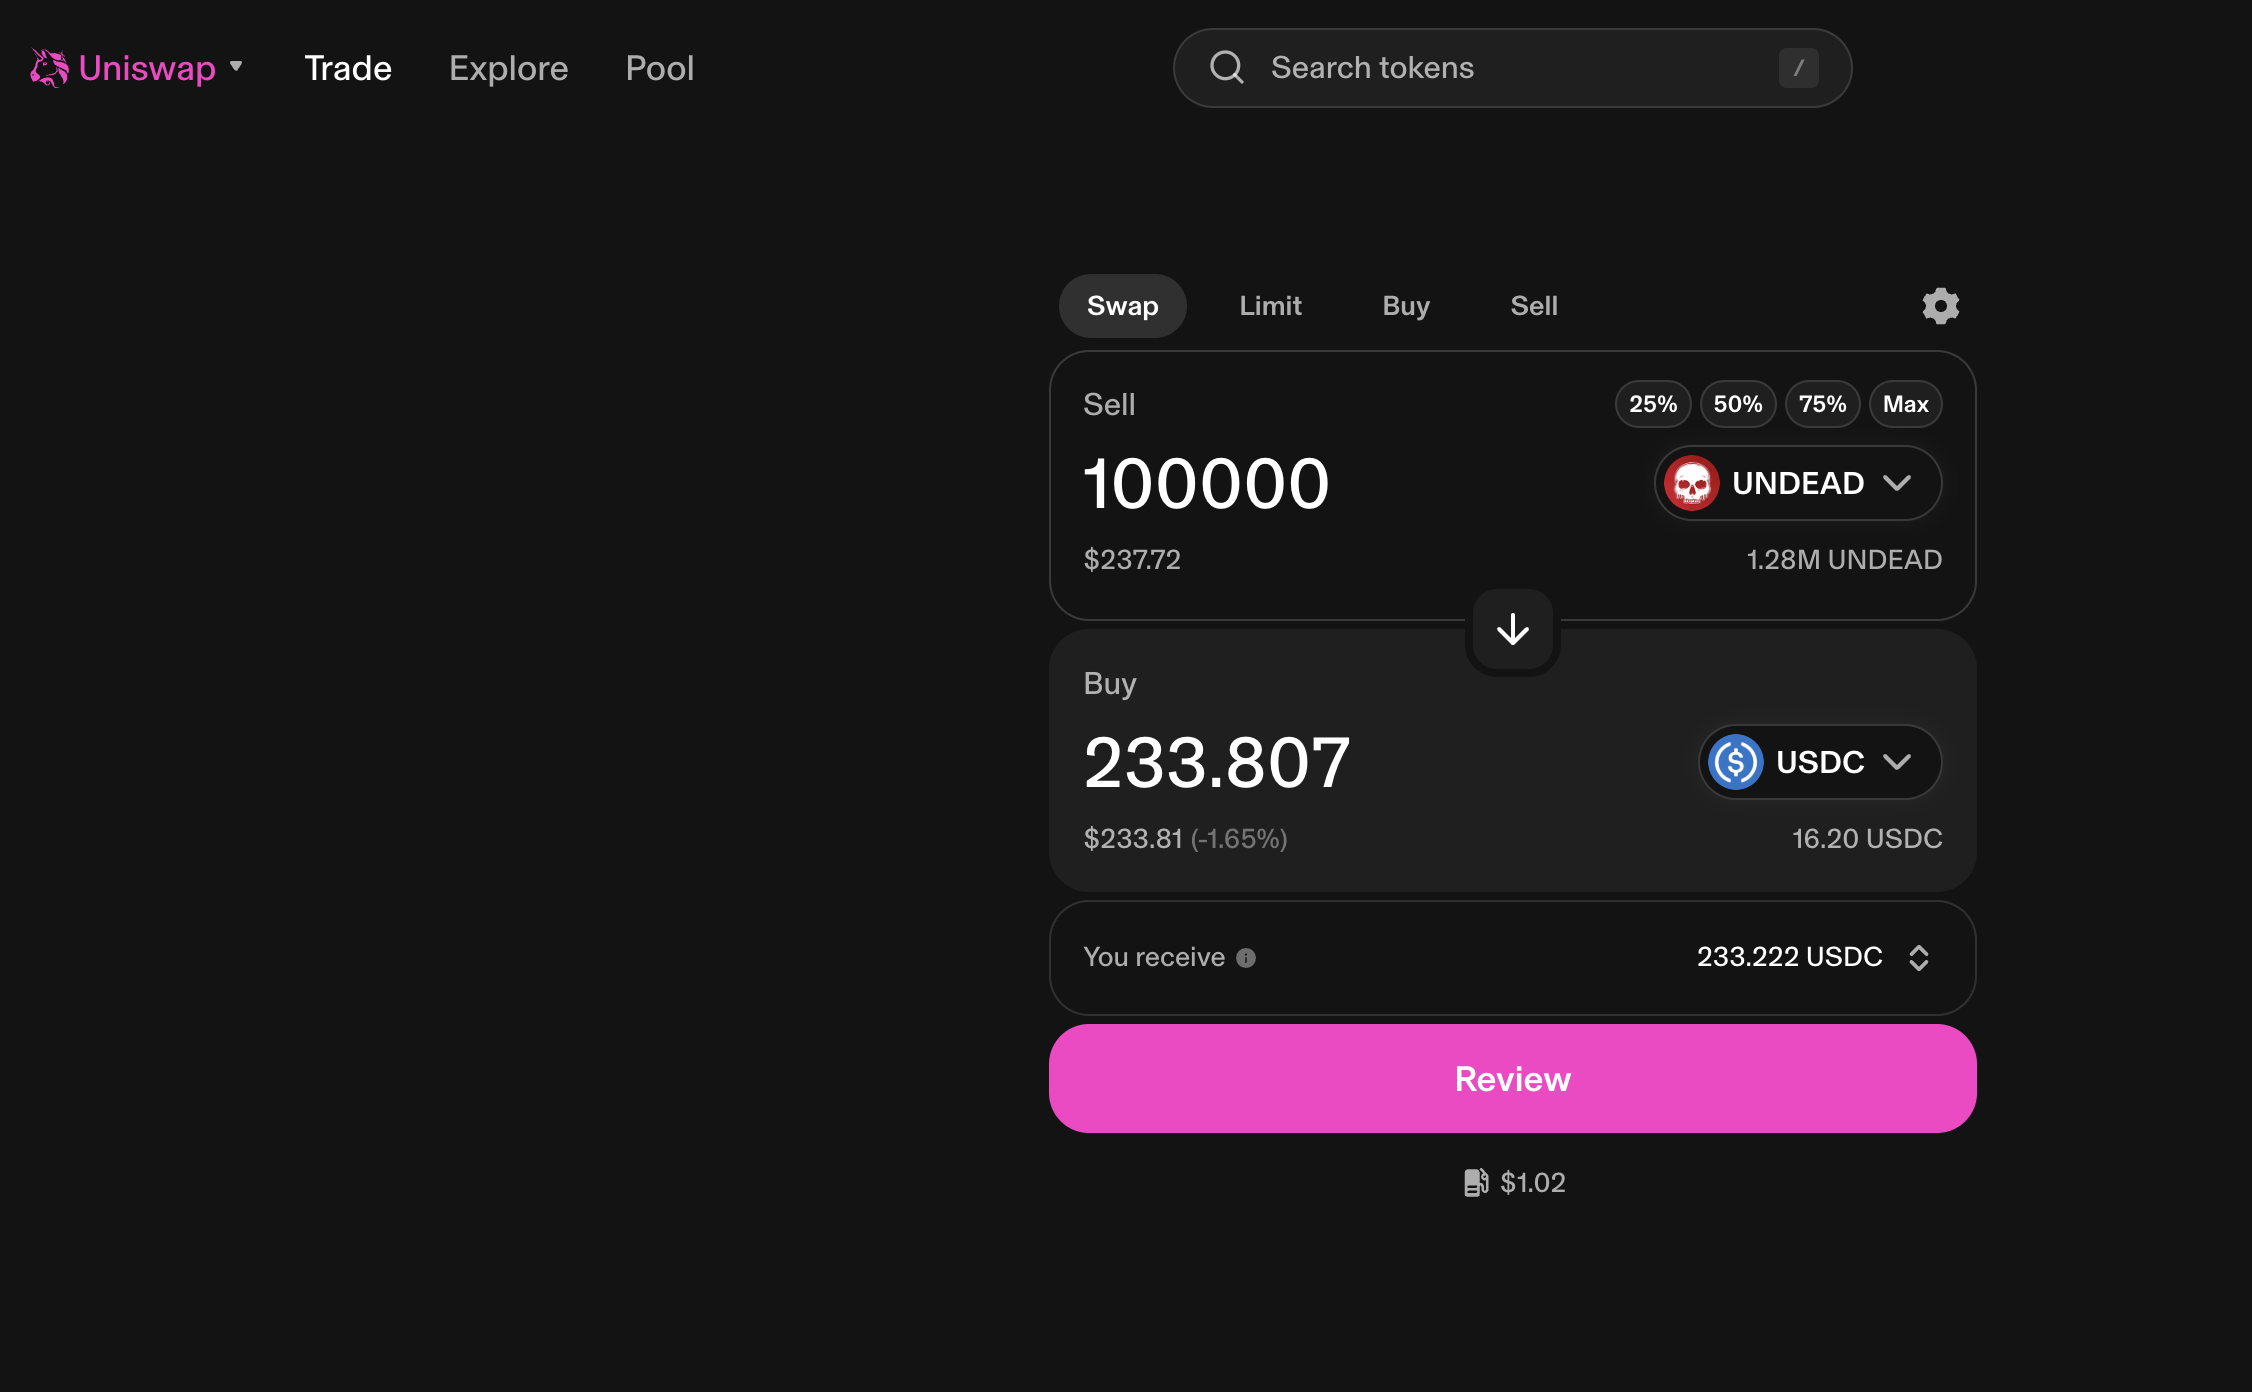 Uniswap Trade Explore Pool Search tokens /
Swap Limit Buy Sell
Sell 25% 50% 75% Max
100000 UNDEAD
$237.72 1.28M UNDEAD
Buy
233.807 USDC
$233.81 (-1.65%) 16.20 USDC
You receive 233.222 USDC
Review
$1.02